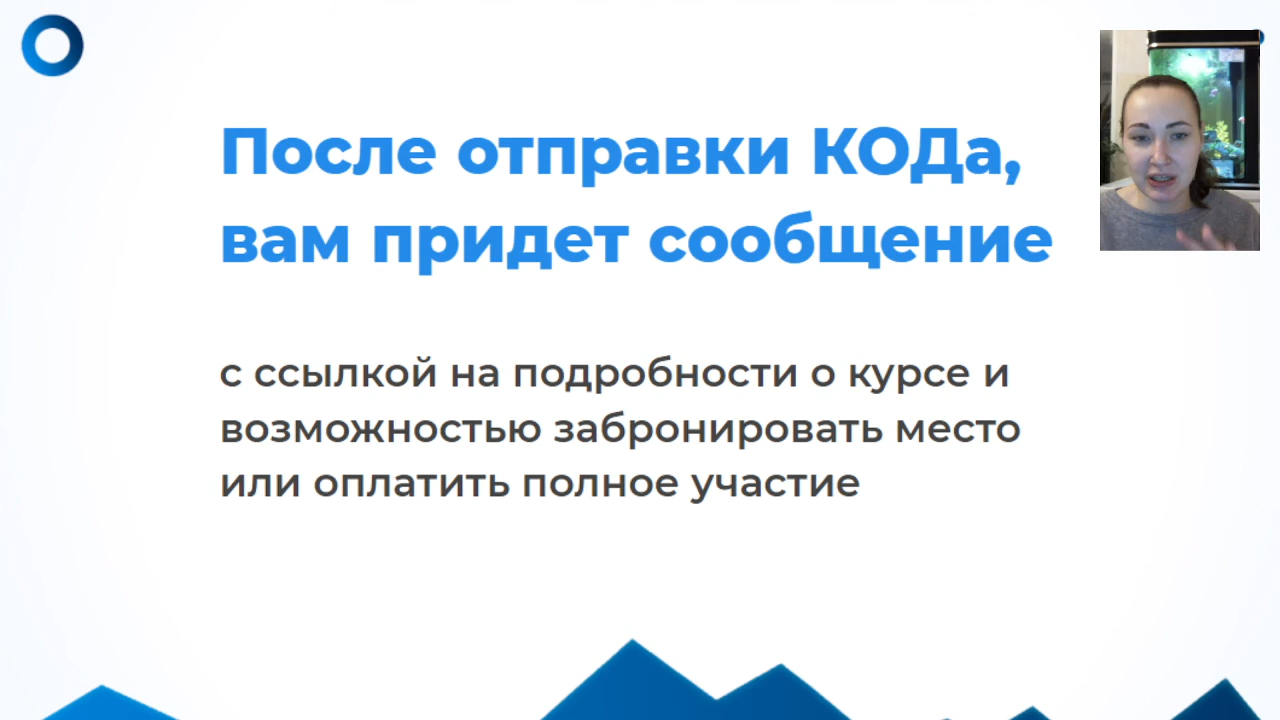 После отправки КОДа,
вам придет сообщение
с ссылкой на подробности о курсе и
возможностью забронировать место
или оплатить полное участие